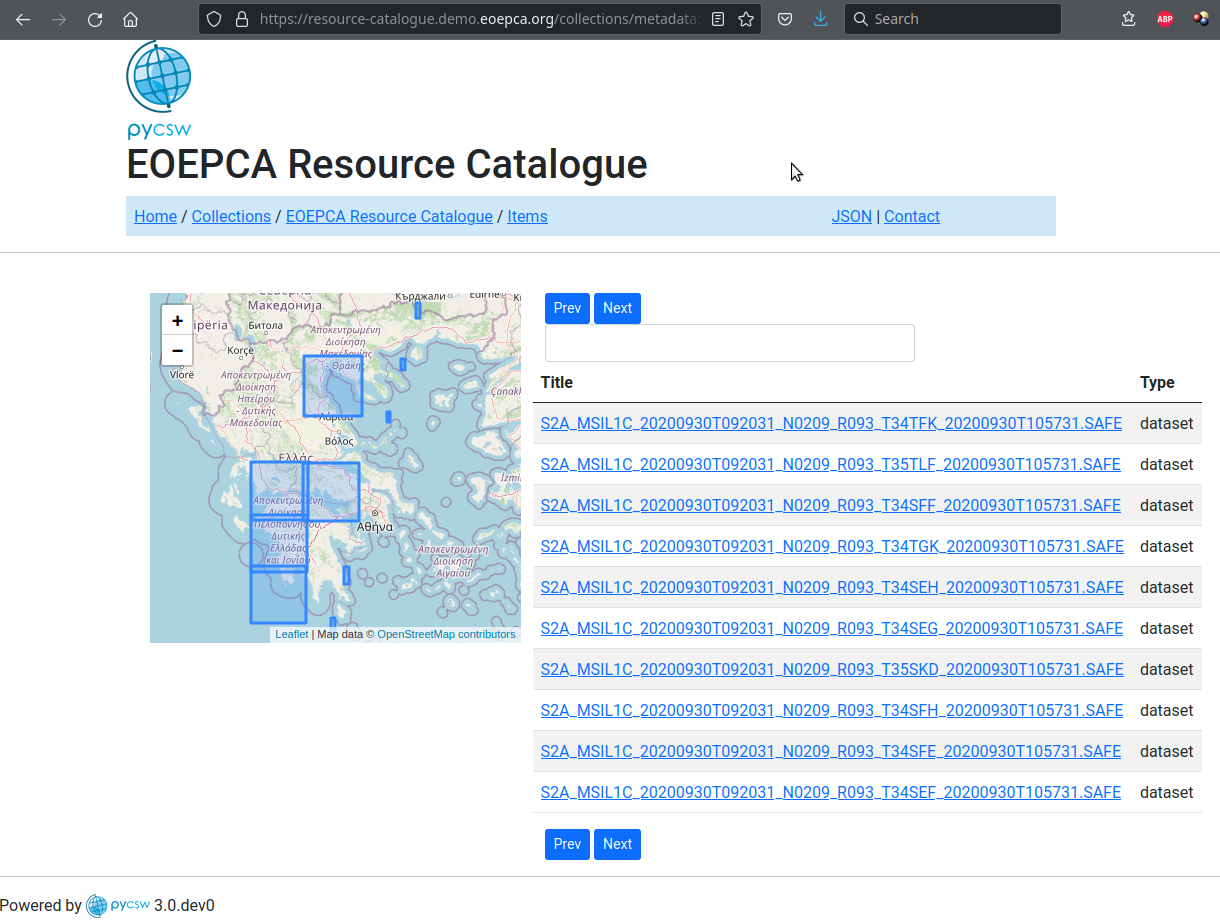 https://resource-catalogue.demo.eoepca.org/collections/metadata:
Search
ABP
pycsw
EOEPCA Resource Catalogue
Home / Collections / EOEPCA Resource Catalogue / Items
JSON | Contact
+
−
Кърджали
Edirne
Македонија
Битола
Korçë
Vlorë
Αποκεντρωμένη
Διοίκηση
Μακεδονίας
- Θράκης
Αποκεντρωμένη
Διοίκηση
Ηπείρου
- Δυτικής
Μακεδονίας
Λάρισα
Βόλος
Ελλάς
Αποκεντρωμένη
Διοίκηση
Πελοποννήσου,
Δυτικής
Ελλάδας
και Ιονίου
Αθήνα
Αποκεντρωμένη
Διοίκηση
Αιγαίου
Leaflet | Map data © OpenStreetMap contributors
Prev Next
Title Type
S2A_MSIL1C_20200930T092031_N0209_R093_T34TFK_20200930T105731.SAFE dataset
S2A_MSIL1C_20200930T092031_N0209_R093_T35TLF_20200930T105731.SAFE dataset
S2A_MSIL1C_20200930T092031_N0209_R093_T34SFF_20200930T105731.SAFE dataset
S2A_MSIL1C_20200930T092031_N0209_R093_T34TGK_20200930T105731.SAFE dataset
S2A_MSIL1C_20200930T092031_N0209_R093_T34SEH_20200930T105731.SAFE dataset
S2A_MSIL1C_20200930T092031_N0209_R093_T34SEG_20200930T105731.SAFE dataset
S2A_MSIL1C_20200930T092031_N0209_R093_T35SKD_20200930T105731.SAFE dataset
S2A_MSIL1C_20200930T092031_N0209_R093_T34SFH_20200930T105731.SAFE dataset
S2A_MSIL1C_20200930T092031_N0209_R093_T34SFE_20200930T105731.SAFE dataset
S2A_MSIL1C_20200930T092031_N0209_R093_T34SEF_20200930T105731.SAFE dataset
Prev Next
Powered by pycsw 3.0.dev0